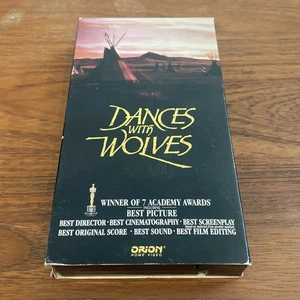 DANCES
WITH
WOLVES
WINNER OF 7 ACADEMY AWARDS
INCLUDING
BEST PICTURE
BEST DIRECTOR · BEST CINEMATOGRAPHY · BEST SCREENPLAY
BEST ORIGINAL SCORE · BEST SOUND · BEST FILM EDITING
ORION
HOME VIDEO